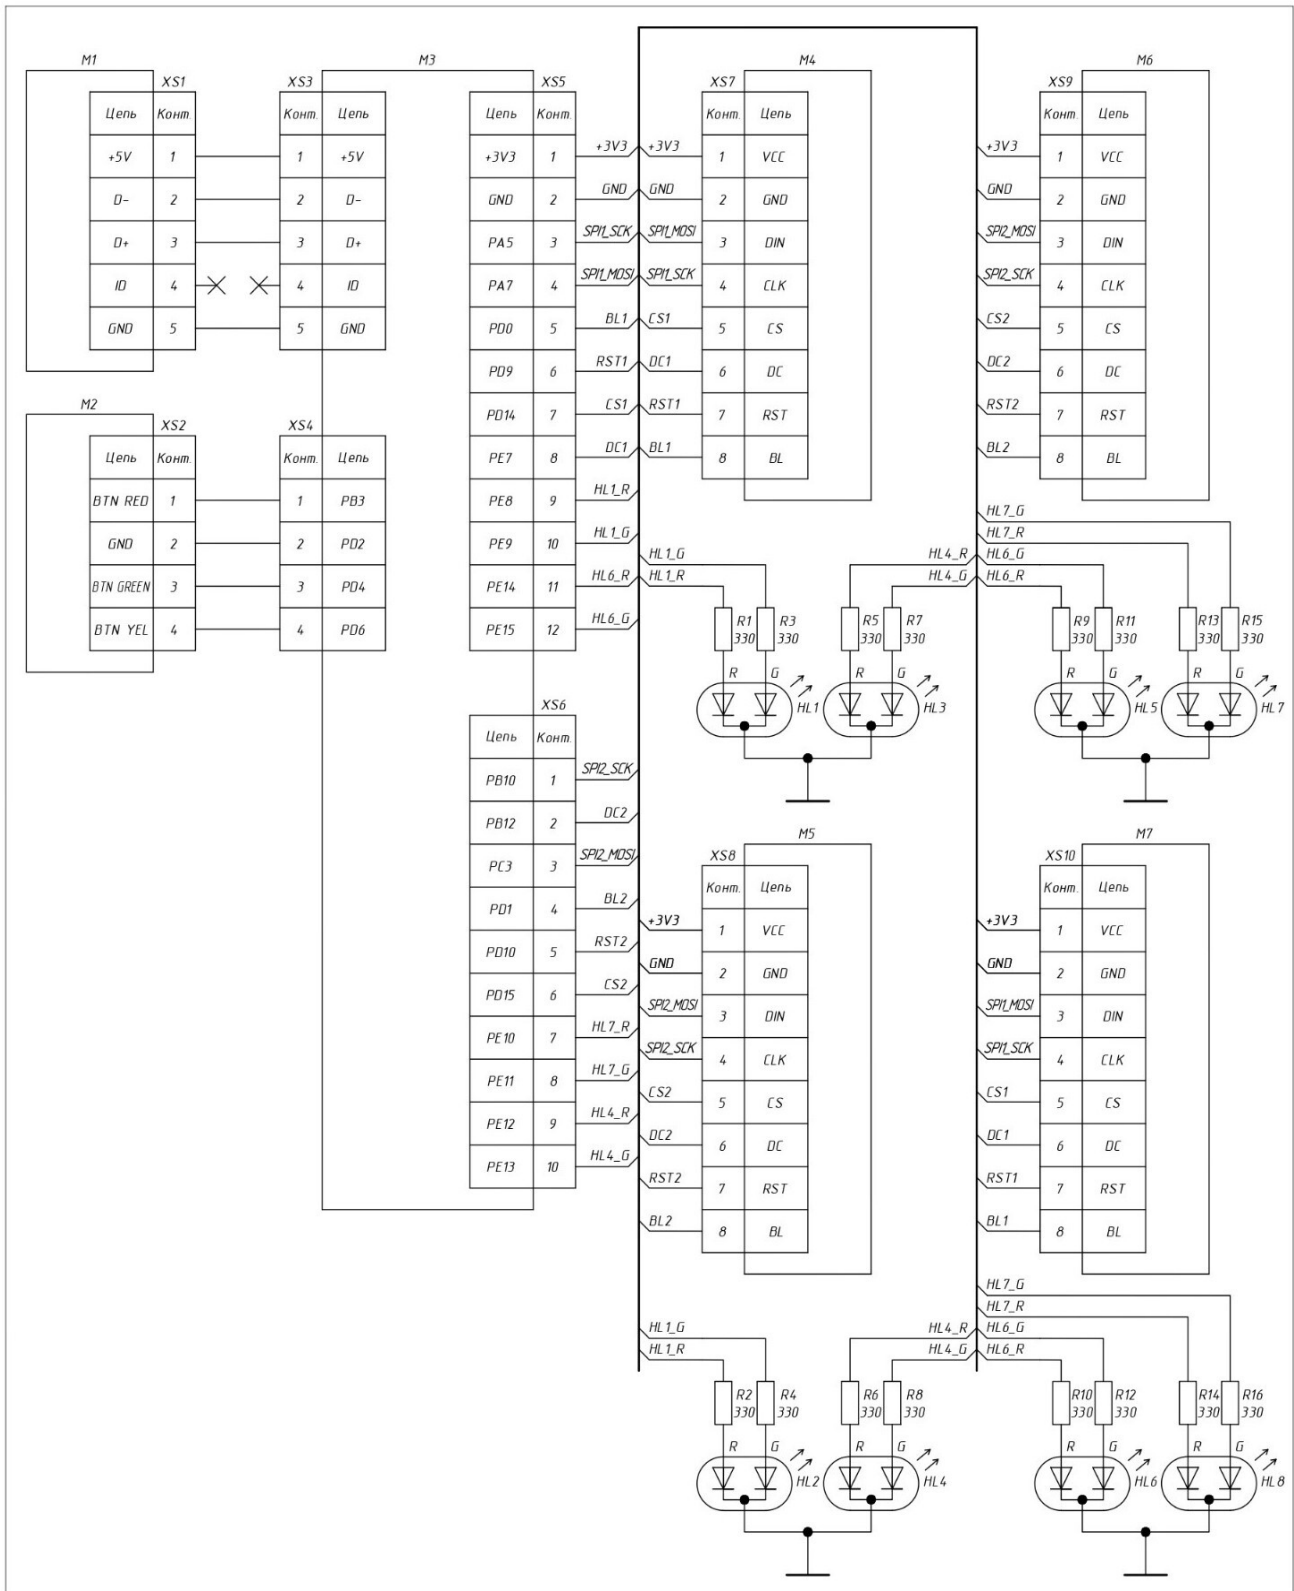 M1
XS1
Цепь Конт.
+5V 1
D- 2
D+ 3
ID 4
GND 5
M2
XS2
Цепь Конт.
BTN RED 1
GND 2
BTN GREEN 3
BTN YEL 4
M3
XS3
Конт. Цепь
1 +5V
2 D-
3 D+
4 ID
5 GND
XS4
Конт. Цепь
1 PB3
2 PD2
3 PD4
4 PD6
XS5
Цепь Конт.
+3V3 1 +3V3
GND 2 GND
PA5 3 SPI1_SCK
PA7 4 SPI1_MOSI
PD0 5 BL1
PD9 6 RST1
PD14 7 CS1
PE7 8 DC1
PE8 9 HL1_R
PE9 10 HL1_G
PE14 11 HL6_R
PE15 12 HL6_G
XS6
Цепь Конт.
PB10 1 SPI2_SCK
PB12 2 DC2
PC3 3 SPI2_MOSI
PD1 4 BL2
PD10 5 RST2
PD15 6 CS2
PE10 7 HL7_R
PE11 8 HL7_G
PE12 9 HL4_R
PE13 10 HL4_G
M4
XS7
Конт. Цепь
+3V3 1 VCC
GND 2 GND
SPI1_MOSI 3 DIN
SPI1_SCK 4 CLK
CS1 5 CS
DC1 6 DC
RST1 7 RST
BL1 8 BL
M6
XS9
Конт. Цепь
+3V3 1 VCC
GND 2 GND
SPI2_MOSI 3 DIN
SPI2_SCK 4 CLK
CS2 5 CS
DC2 6 DC
RST2 7 RST
BL2 8 BL
HL7_G
HL7_R
HL1_G HL4_R HL6_G
HL1_R HL4_G HL6_R
R1 R3 R5 R7 R9 R11 R13 R15
330 330 330 330 330 330 330 330
R G R G R G R G
HL1 HL3 HL5 HL7
M5
XS8
Конт. Цепь
+3V3 1 VCC
GND 2 GND
SPI2_MOSI 3 DIN
SPI2_SCK 4 CLK
CS2 5 CS
DC2 6 DC
RST2 7 RST
BL2 8 BL
M7
XS10
Конт. Цепь
+3V3 1 VCC
GND 2 GND
SPI1_MOSI 3 DIN
SPI1_SCK 4 CLK
CS1 5 CS
DC1 6 DC
RST1 7 RST
BL1 8 BL
HL7_G
HL7_R
HL1_G HL4_R HL6_G
HL1_R HL4_G HL6_R
R2 R4 R6 R8 R10 R12 R14 R16
330 330 330 330 330 330 330 330
R G R G R G R G
HL2 HL4 HL6 HL8